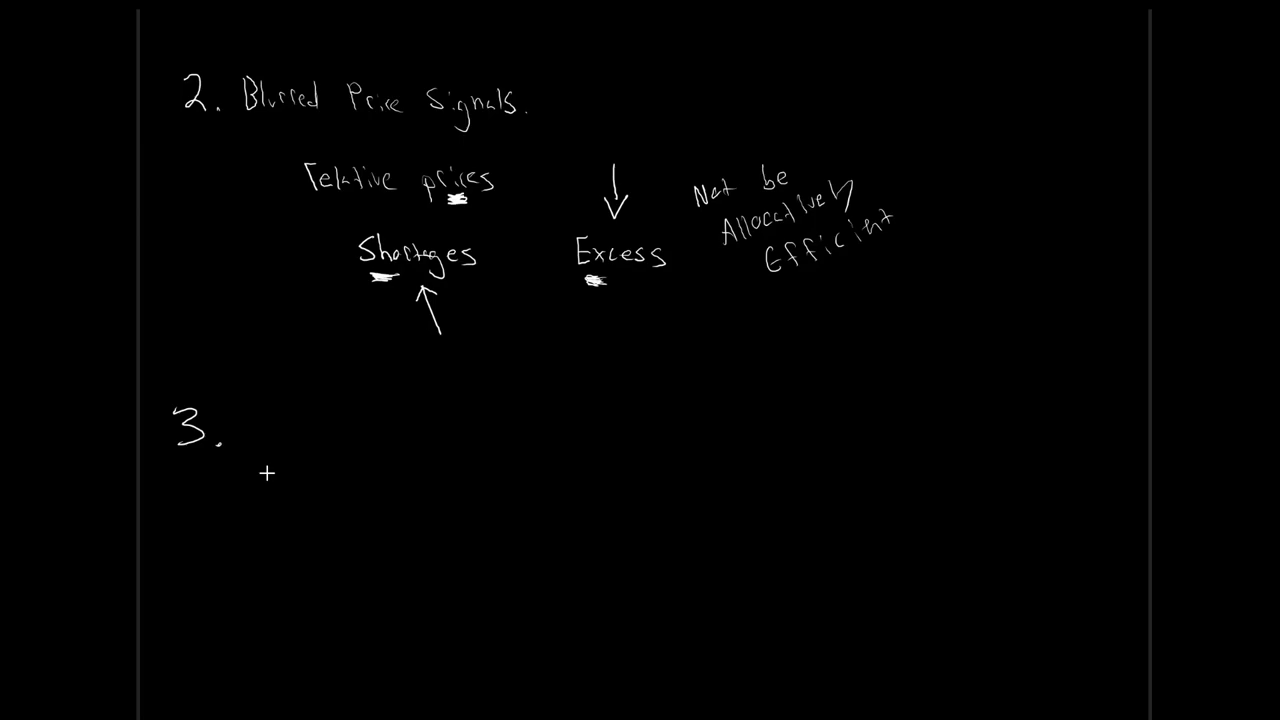 2. Blurred Price Signals.
relative prices
Not be
Allocatively
Efficient
Shortages Excess
3.